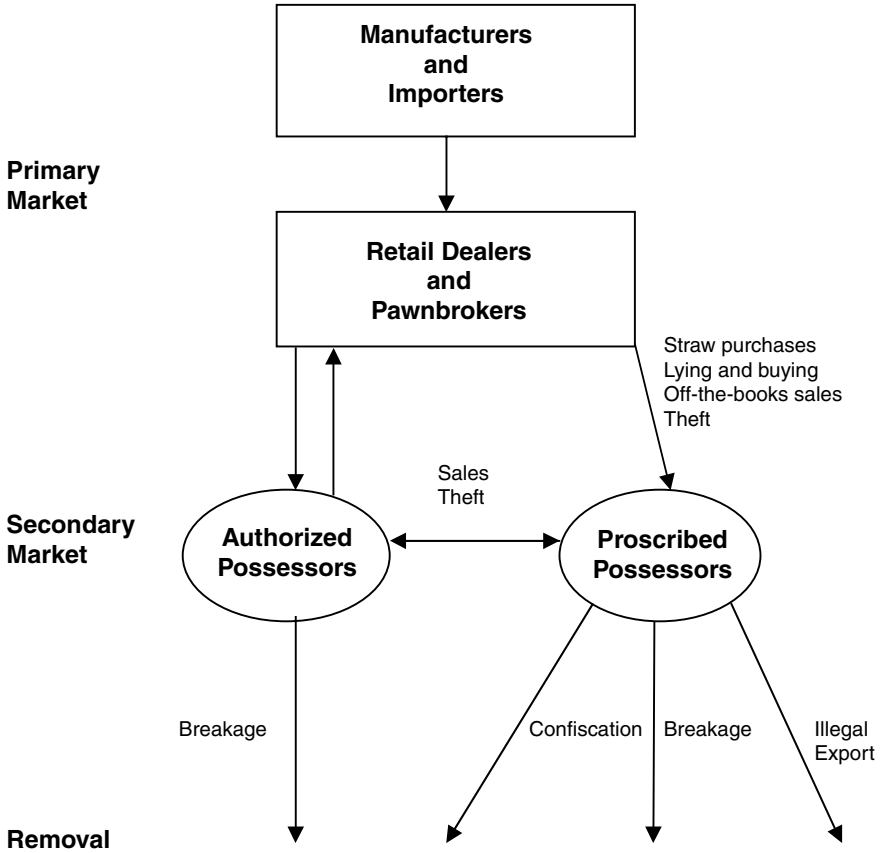 Manufacturers
and
Importers
Primary
Market
Retail Dealers
and
Pawnbrokers
Straw purchases
Lying and buying
Off-the-books sales
Theft
Sales
Theft
Secondary
Market
Authorized
Possessors
Proscribed
Possessors
Breakage
Confiscation
Breakage
Illegal
Export
Removal